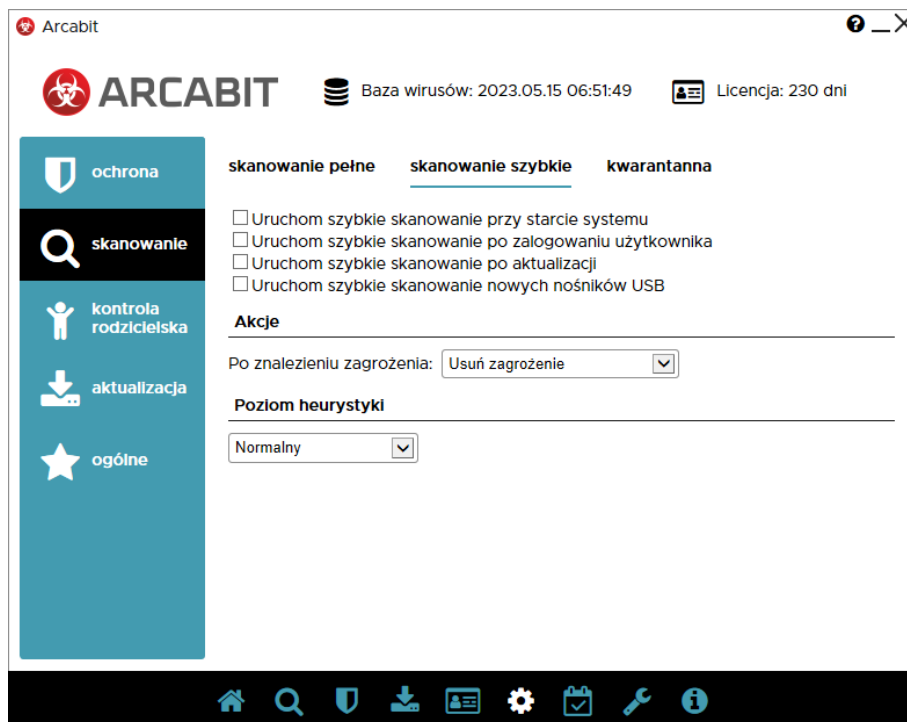 Arcabit
ARCABIT
Baza wirusów: 2023.05.15 06:51:49
Licencja: 230 dni
ochrona
skanowanie
kontrola
rodzicielska
aktualizacja
ogólne
skanowanie pełne
skanowanie szybkie
kwarantanna
Uruchom szybkie skanowanie przy starcie systemu
Uruchom szybkie skanowanie po zalogowaniu użytkownika
Uruchom szybkie skanowanie po aktualizacji
Uruchom szybkie skanowanie nowych nośników USB
Akcje
Po znalezieniu zagrożenia:
Usuń zagrożenie
Poziom heurystyki
Normalny